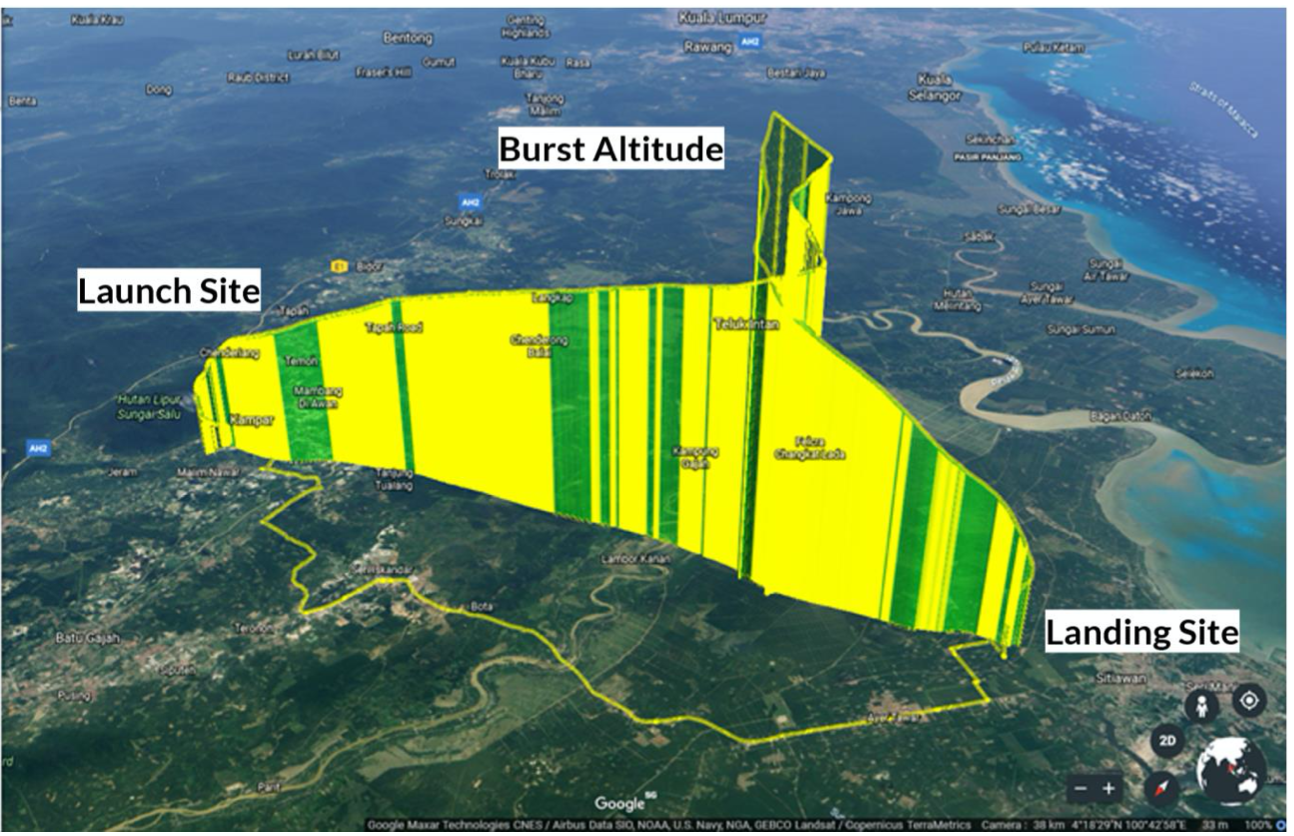 Kuala Krau
Genting
Highlands
Kuala Lumpur
Bentong
Rawang
AH2
Pulau Ketam
Lurah Bilut
Gumut
Kuala Kubu
Bharu
Rasa
Fraser's Hill
Raub District
Bestari Jaya
Kuala
Selangor
Dong
Benta
Tanjong
Malim
Straits of Malacca
Burst Altitude
Sekinchan
PASIR PANJANG
Trolak
AH2
Sungkai
Kampong
Jawa
Sungai Besar
Sabak
E1
Bidor
Sungai
Air Tawar
Launch Site
Hutan
Melintang
Sungai
Ayer Tawar
Langkap
Tapah
Teluk Intan
Tapah Road
Sungai Sumun
Chenderiang
Chenderong
Balai
Temoh
Selekoh
Mambang
Di Awan
Hutan Lipur
Sungai Salu
Kampar
Bagan Datoh
AH2
Kampung
Gajah
Felcra
Changkat Lada
Jeram
Malim Nawar
Tanjung
Tualang
Lambor Kanan
Seri Iskandar
Bota
Teronoh
Batu Gajah
Landing Site
Siputeh
Sitiawan
Pusing
Ayer Tawar
2D
Parit
Google
Google Maxar Technologies CNES / Airbus Data SIO, NOAA, U.S. Navy, NGA, GEBCO Landsat / Copernicus TerraMetrics Camera : 38 km 4°18'29"N 100°42'58"E 33 m 100%